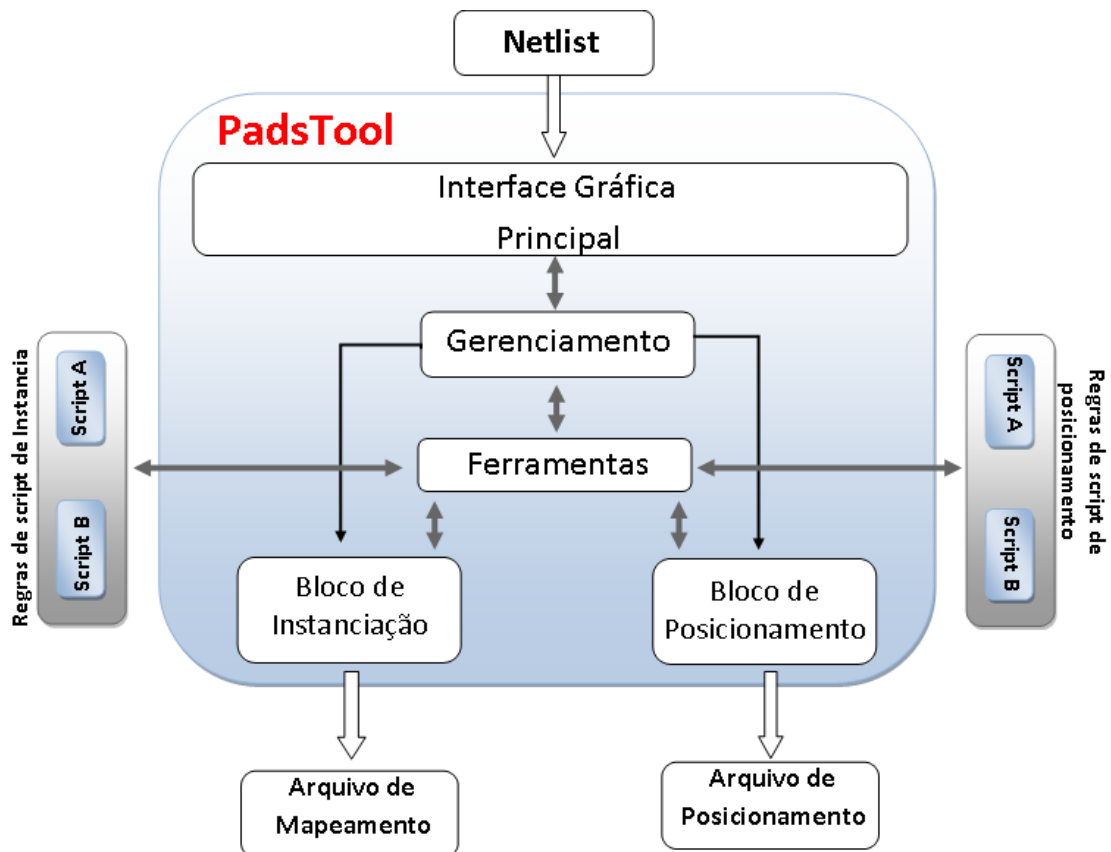 Netlist
PadsTool
Interface Gráfica
Principal
Gerenciamento
Ferramentas
Regras de script de Instancia
Script A
Script B
Script A
Script B
Regras de script de
posicionamento
Bloco de
Instanciação
Bloco de
Posicionamento
Arquivo de
Mapeamento
Arquivo de
Posicionamento